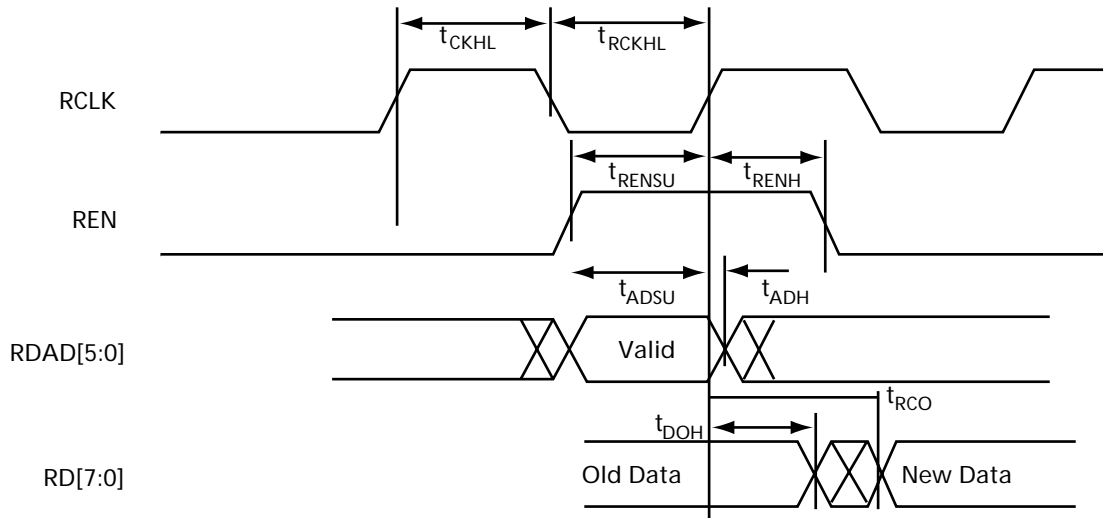 tCKHL tRCKHL
RCLK
tRENSU tRENH
REN
tADSU tADH
RDAD[5:0] Valid
tRCO
tDOH
RD[7:0] Old Data New Data